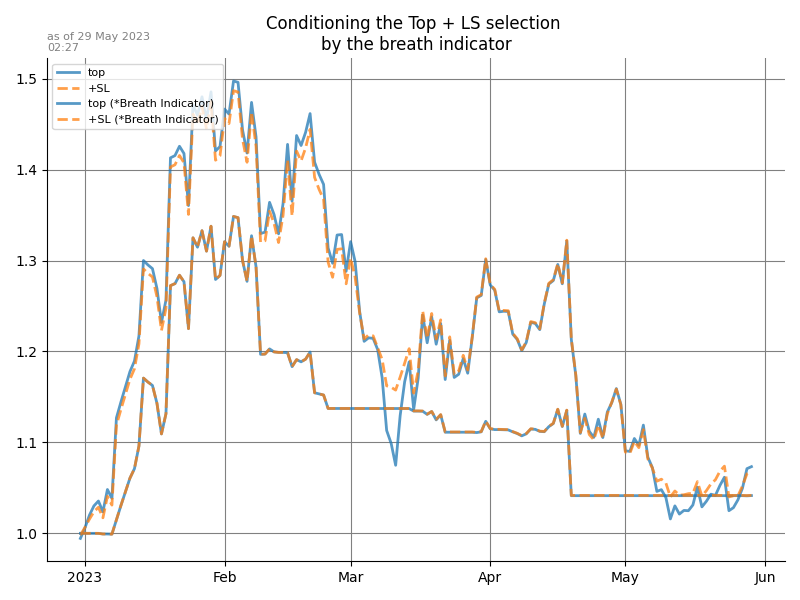 Conditioning the Top + LS selection
by the breath indicator
as of 29 May 2023
02:27
top
+SL
top (*Breath Indicator)
+SL (*Breath Indicator)
1.5
1.4
1.3
1.2
1.1
1.0
2023 Feb Mar Apr May Jun